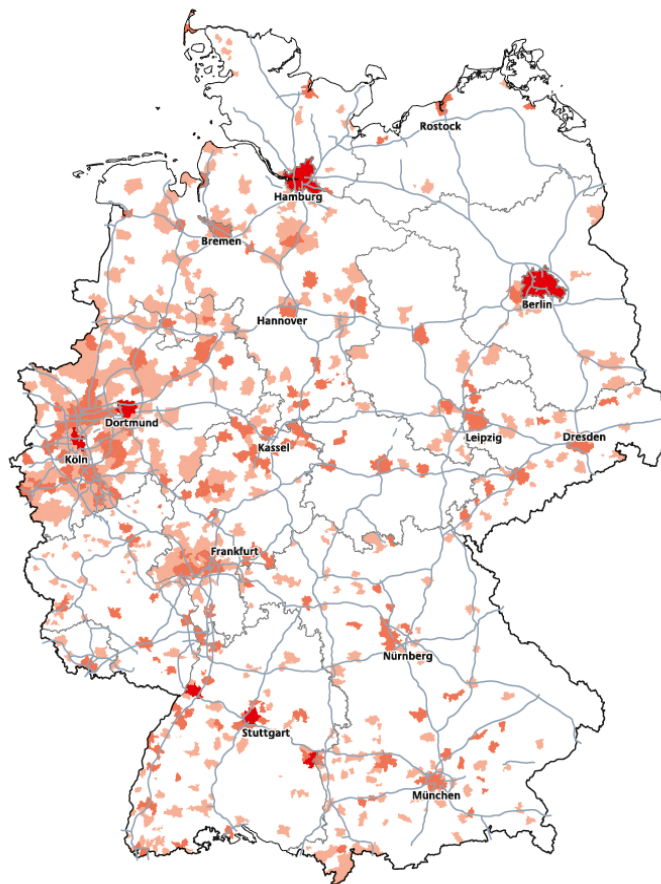 Rostock
Hamburg
Bremen
Berlin
Hannover
Dortmund
Kassel
Leipzig
Dresden
Köln
Frankfurt
Nürnberg
Stuttgart
München